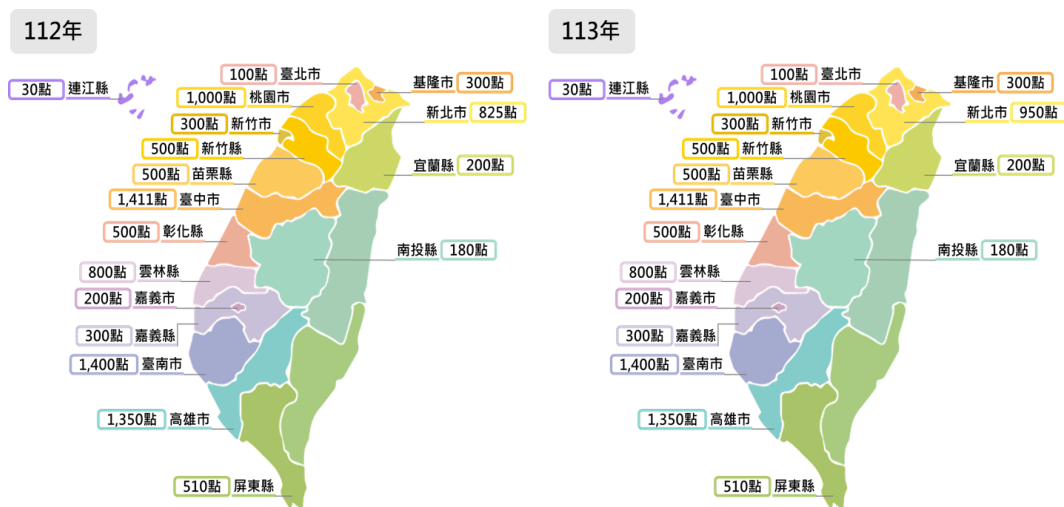 112年
100點 臺北市
基隆市 300點
30點 連江縣
1,000點 桃園市
新北市 825點
300點 新竹市
500點 新竹縣
宜蘭縣 200點
500點 苗栗縣
1,411點 臺中市
500點 彰化縣
南投縣 180點
800點 雲林縣
200點 嘉義市
300點 嘉義縣
1,400點 臺南市
1,350點 高雄市
510點 屏東縣
113年
100點 臺北市
基隆市 300點
30點 連江縣
1,000點 桃園市
新北市 950點
300點 新竹市
500點 新竹縣
宜蘭縣 200點
500點 苗栗縣
1,411點 臺中市
500點 彰化縣
南投縣 180點
800點 雲林縣
200點 嘉義市
300點 嘉義縣
1,400點 臺南市
1,350點 高雄市
510點 屏東縣